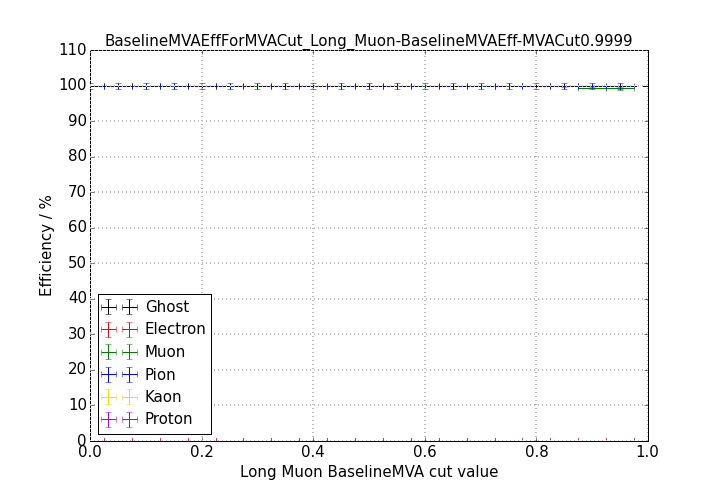 BaselineMVAEffForMVACut_Long_Muon-BaselineMVAEff-MVACut0.9999
110
100
90
80
70
60
50
40
30
20
10
0
Efficiency / %
Ghost
Electron
Muon
Pion
Kaon
Proton
0.0 0.2 0.4 0.6 0.8 1.0
Long Muon BaselineMVA cut value